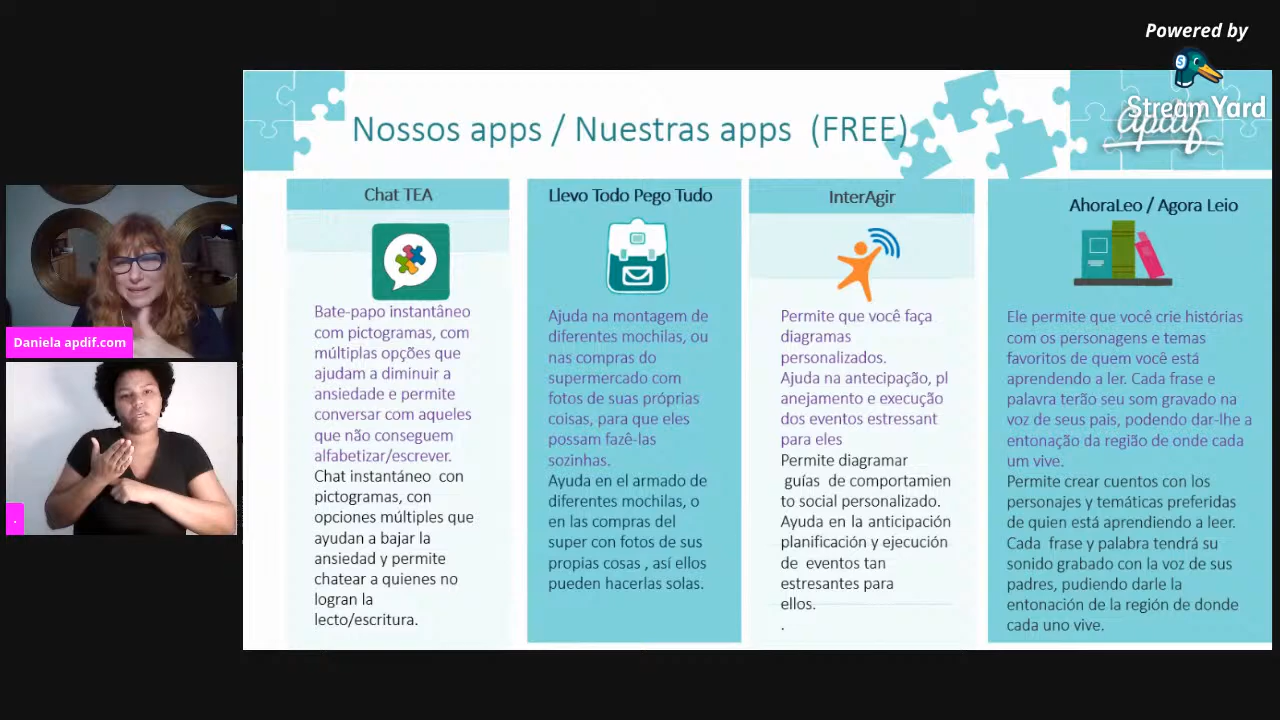 Powered by
StreamYard
apdif
Nossos apps / Nuestras apps (FREE)
Chat TEA
Bate-papo instantâneo
com pictogramas, com
múltiplas opções que
ajudam a diminuir a
ansiedade e permite
conversar com aqueles
que não conseguem
alfabetizar/escrever.
Chat instantáneo con
pictogramas, con
opciones múltiples que
ayudan a bajar la
ansiedad y permite
chatear a quienes no
logran la
lecto/escritura.
Llevo Todo Pego Tudo
Ajuda na montagem de
diferentes mochilas, ou
nas compras do
supermercado com
fotos de suas próprias
coisas, para que eles
possam fazê-las
sozinhas.
Ayuda en el armado de
diferentes mochilas, o
en las compras del
super con fotos de sus
propias cosas , así ellos
pueden hacerlas solas.
InterAgir
Permite que você faça
diagramas
personalizados.
Ajuda na antecipação, pl
anejamento e execução
dos eventos estressant
para eles
Permite diagramar
guías de comportamien
to social personalizado.
Ayuda en la anticipación
planificación y ejecución
de eventos tan
estresantes para
ellos.
.
AhoraLeo / Agora Leio
Ele permite que você crie histórias
com os personagens e temas
favoritos de quem você está
aprendendo a ler. Cada frase e
palavra terão seu som gravado na
voz de seus pais, podendo dar-lhe a
entonação da região de onde cada
um vive.
Permite crear cuentos con los
personajes y temáticas preferidas
de quien está aprendiendo a leer.
Cada frase y palabra tendrá su
sonido grabado con la voz de sus
padres, pudiendo darle la
entonación de la región de donde
cada uno vive.
Daniela apdif.com
.